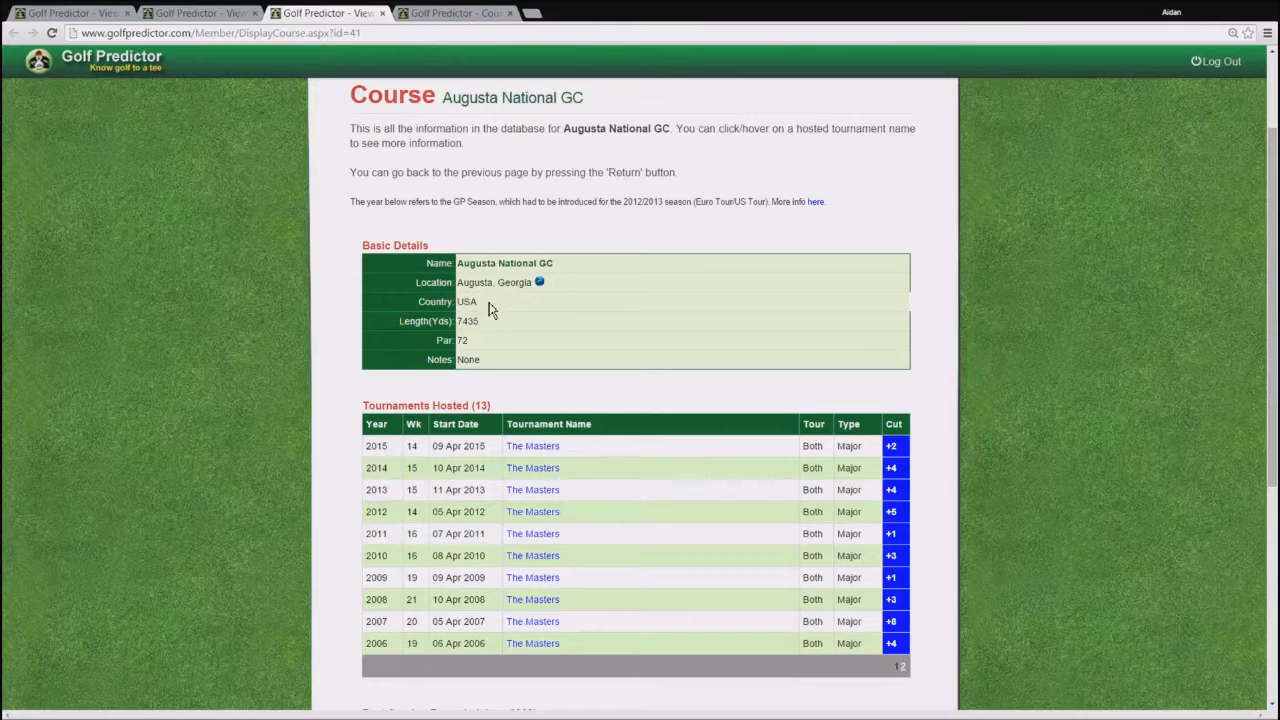 Golf Predictor - View
Golf Predictor - View
Golf Predictor - View
Golf Predictor - Cou
Aidan
www.golfpredictor.com/Member/DisplayCourse.aspx?id=41
Golf Predictor
Know golf to a tee
Log Out
Course Augusta National GC
This is all the information in the database for Augusta National GC. You can click/hover on a hosted tournament name
to see more information.
You can go back to the previous page by pressing the 'Return' button.
The year below refers to the GP Season, which had to be introduced for the 2012/2013 season (Euro Tour/US Tour). More info here.
Basic Details
Name: Augusta National GC
Location: Augusta, Georgia
Country: USA
Length(Yds): 7435
Par: 72
Notes: None
Tournaments Hosted (13)
Year Wk Start Date Tournament Name Tour Type Cut
2015 14 09 Apr 2015 The Masters Both Major +2
2014 15 10 Apr 2014 The Masters Both Major +4
2013 15 11 Apr 2013 The Masters Both Major +4
2012 14 05 Apr 2012 The Masters Both Major +5
2011 16 07 Apr 2011 The Masters Both Major +1
2010 16 08 Apr 2010 The Masters Both Major +3
2009 19 09 Apr 2009 The Masters Both Major +1
2008 21 10 Apr 2008 The Masters Both Major +3
2007 20 05 Apr 2007 The Masters Both Major +8
2006 19 06 Apr 2006 The Masters Both Major +4
1 2